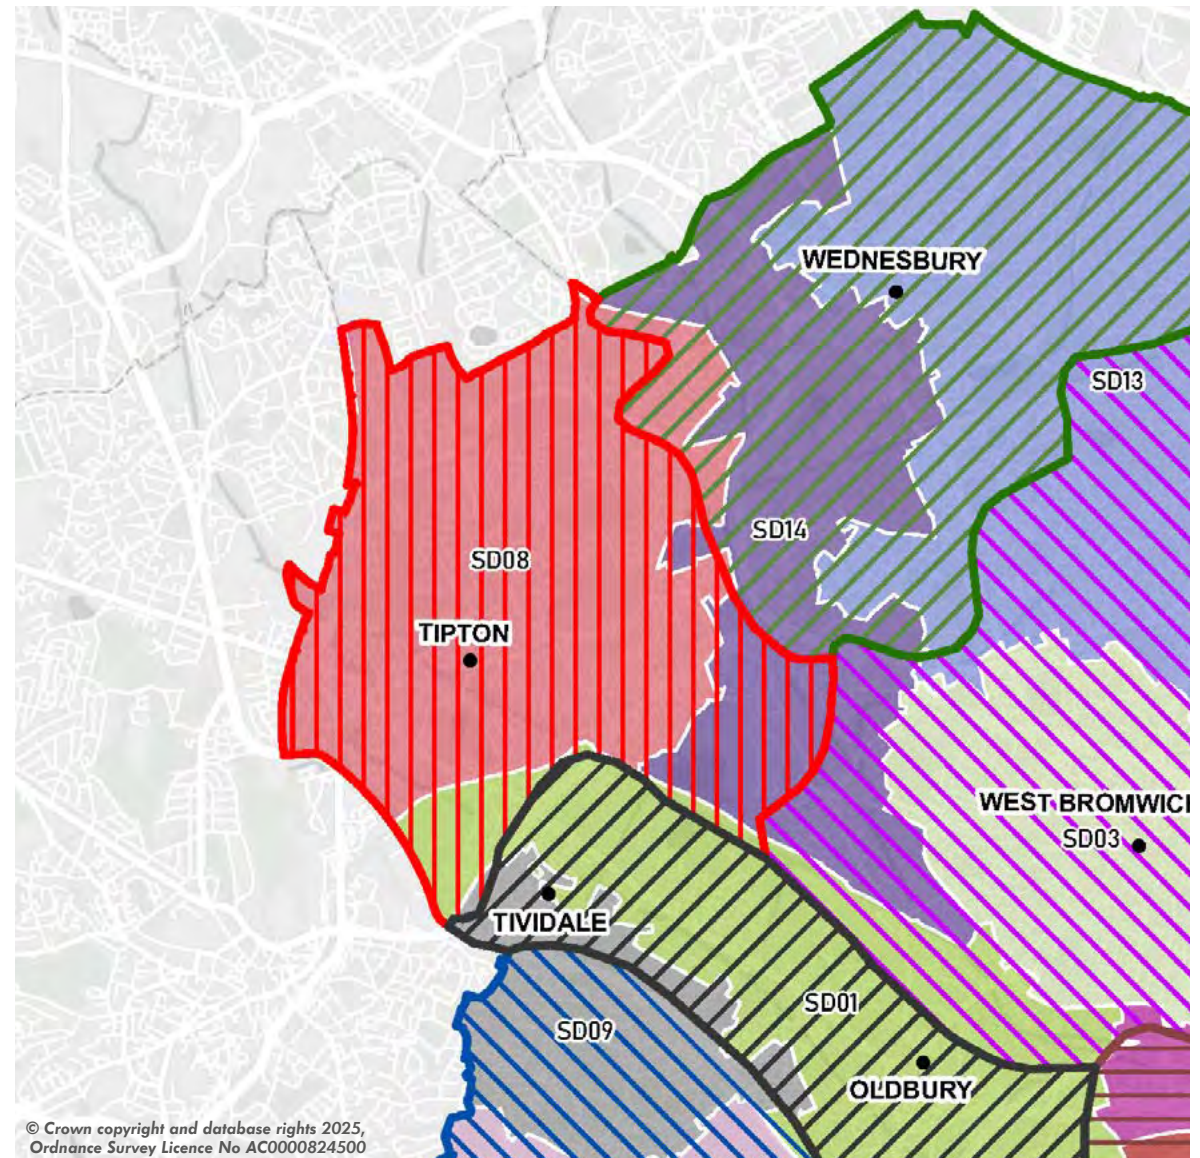 WEDNESBURY
SD13
SD14
SD08
TIPTON
WEST BROMWIC
SD03
TIVIDALE
SD01
SD09
OLDBURY
© Crown copyright and database rights 2025,
Ordnance Survey Licence No AC0000824500